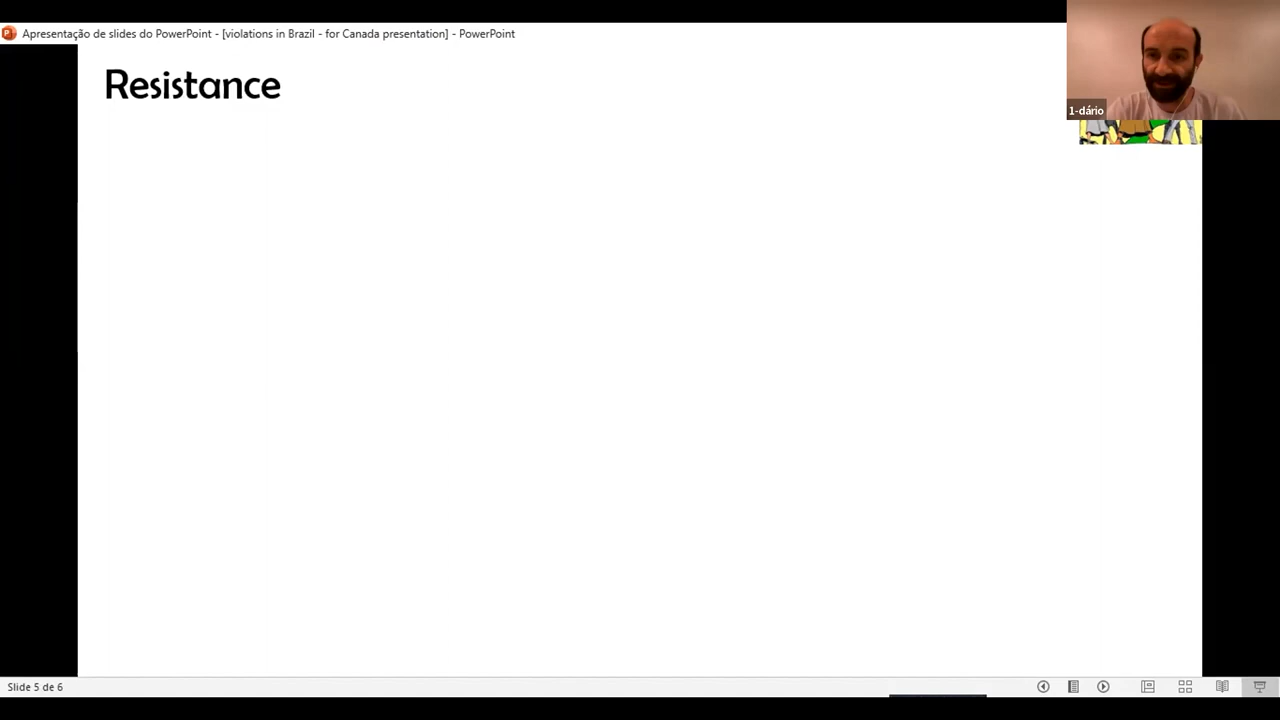 Apresentação de slides do PowerPoint - [violations in Brazil - for Canada presentation] - PowerPoint
Resistance
1-dário
Slide 5 de 6